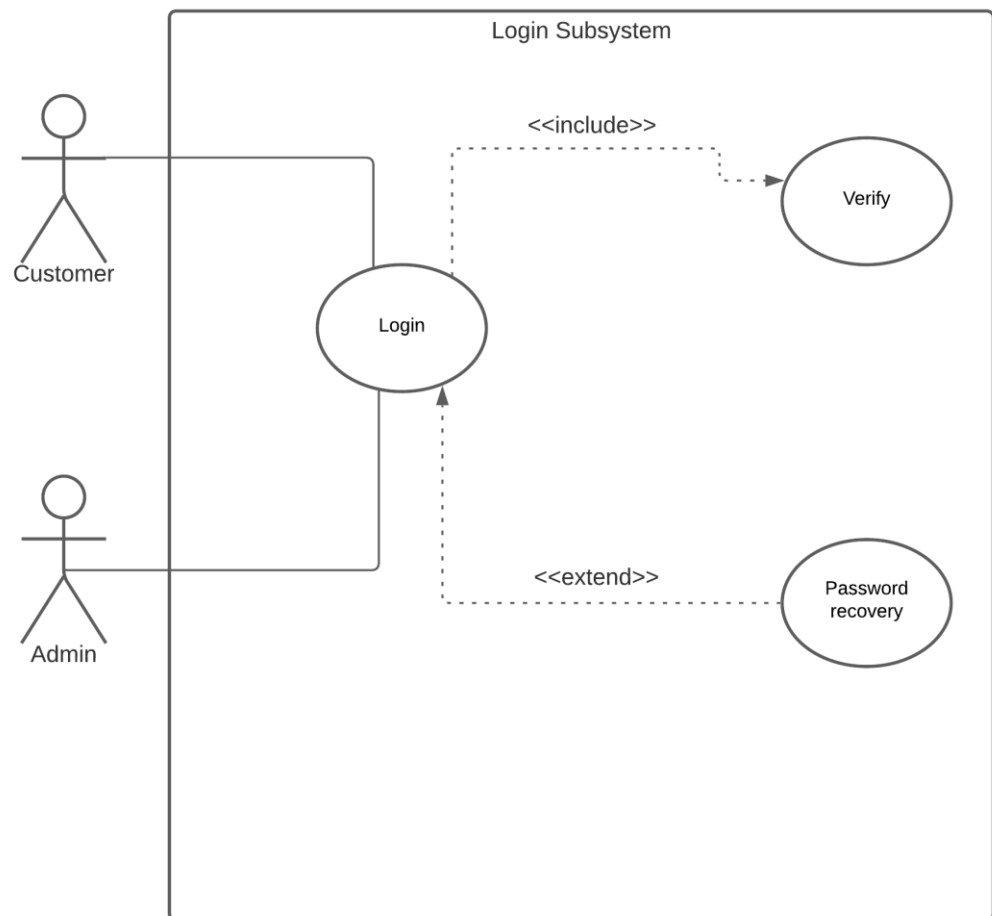 Login Subsystem
<<include>>
Verify
Customer
Login
<<extend>>
Password
recovery
Admin